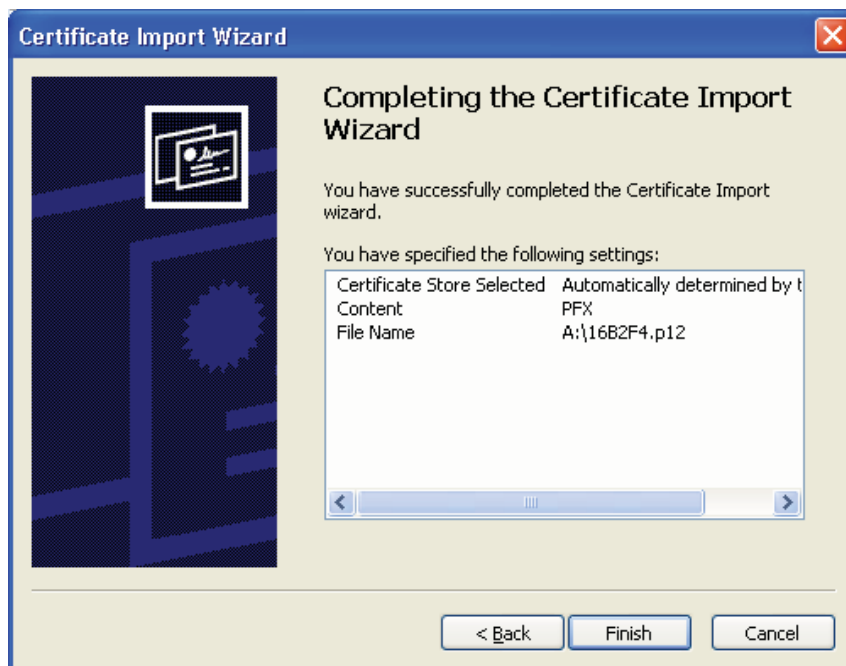 Certificate Import Wizard
Completing the Certificate Import
Wizard
You have successfully completed the Certificate Import
wizard.
You have specified the following settings:
Certificate Store Selected Automatically determined by t
Content PFX
File Name A:\16B2F4.p12
< Back Finish Cancel